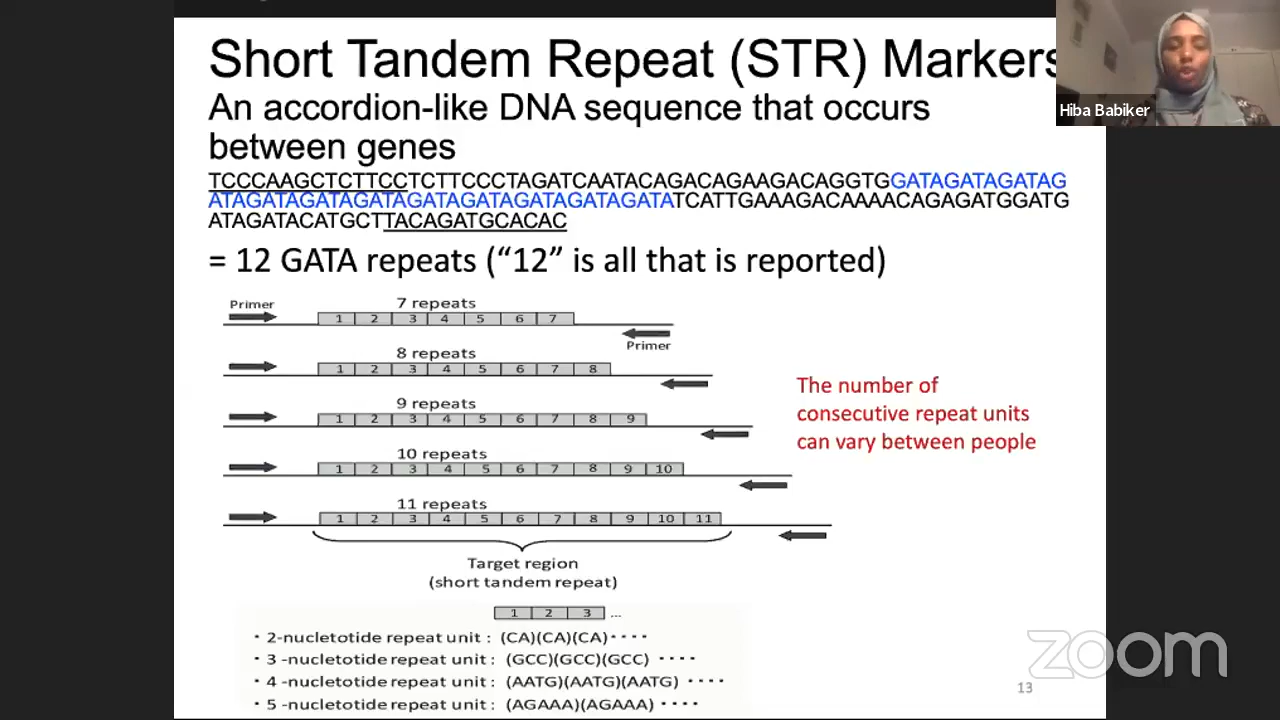 Short Tandem Repeat (STR) Markers
An accordion-like DNA sequence that occurs
between genes
TCCCAAGCTCTTCCTCTTCCCTAGATCAATACAGACAGAAGACAGGTGGATAGATAGATAG
ATAGATAGATAGATAGATAGATAGATAGATAGATATCATTGAAAGACAAAACAGAGATGGATG
ATAGATACATGCTTACAGATGCACAC
= 12 GATA repeats (“12” is all that is reported)
Hiba Babiker
7 repeats
Primer
1 2 3 4 5 6 7
Primer
8 repeats
1 2 3 4 5 6 7 8
9 repeats
1 2 3 4 5 6 7 8 9
10 repeats
1 2 3 4 5 6 7 8 9 10
11 repeats
1 2 3 4 5 6 7 8 9 10 11
Target region
(short tandem repeat)
The number of
consecutive repeat units
can vary between people
1 2 3 ...
· 2-nucletotide repeat unit : (CA)(CA)(CA)····
· 3 -nucletotide repeat unit : (GCC)(GCC)(GCC) ····
· 4 -nucletotide repeat unit : (AATG)(AATG)(AATG) ····
· 5 -nucletotide repeat unit : (AGAAA)(AGAAA) ····
13
zoom